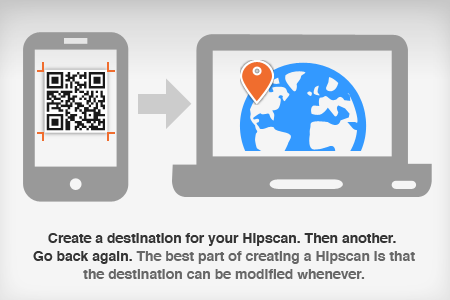 Create a destination for your Hipscan. Then another.
Go back again. The best part of creating a Hipscan is that
the destination can be modified whenever.